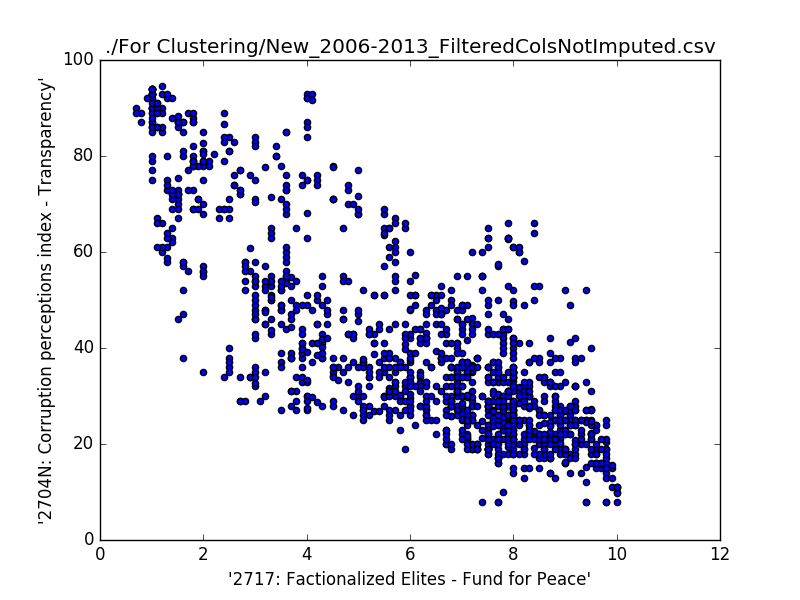 ./For Clustering/New_2006-2013_FilteredColsNotImputed.csv
'2704N: Corruption perceptions index - Transparency'
100
80
60
40
20
0
0 2 4 6 8 10 12
'2717: Factionalized Elites - Fund for Peace'